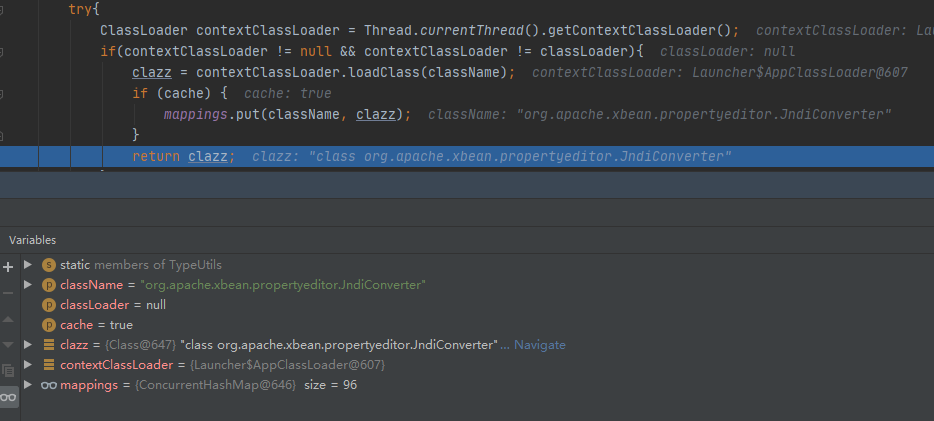 try{
ClassLoader contextClassLoader = Thread.currentThread().getContextClassLoader(); contextClassLoader: Lau
if(contextClassLoader != null && contextClassLoader != classLoader){ classLoader: null
clazz = contextClassLoader.loadClass(className); contextClassLoader: Launcher$AppClassLoader@607
if (cache) { cache: true
mappings.put(className, clazz); className: "org.apache.xbean.propertyeditor.JndiConverter"
}
return clazz; clazz: "class org.apache.xbean.propertyeditor.JndiConverter"
Variables
s static members of TypeUtils
p className = "org.apache.xbean.propertyeditor.JndiConverter"
p classLoader = null
p cache = true
clazz = {Class@647} "class org.apache.xbean.propertyeditor.JndiConverter"... Navigate
contextClassLoader = {Launcher$AppClassLoader@607}
mappings = {ConcurrentHashMap@646} size = 96